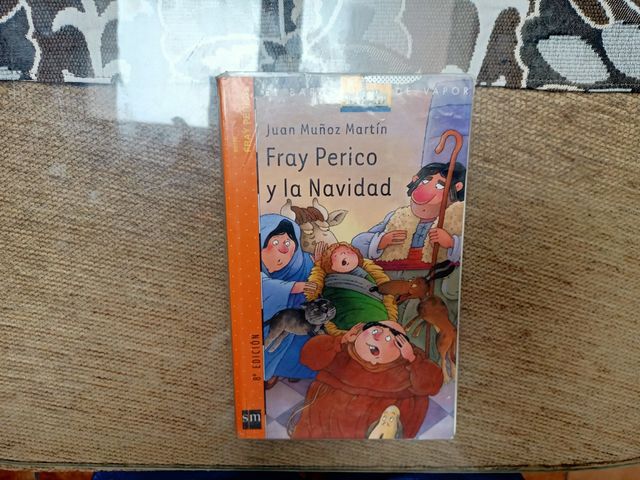 EL BARCO DE VAPOR
Juan Muñoz Martín
Fray Perico
y la Navidad
FRAY PERICO
8ª EDICIÓN
sm